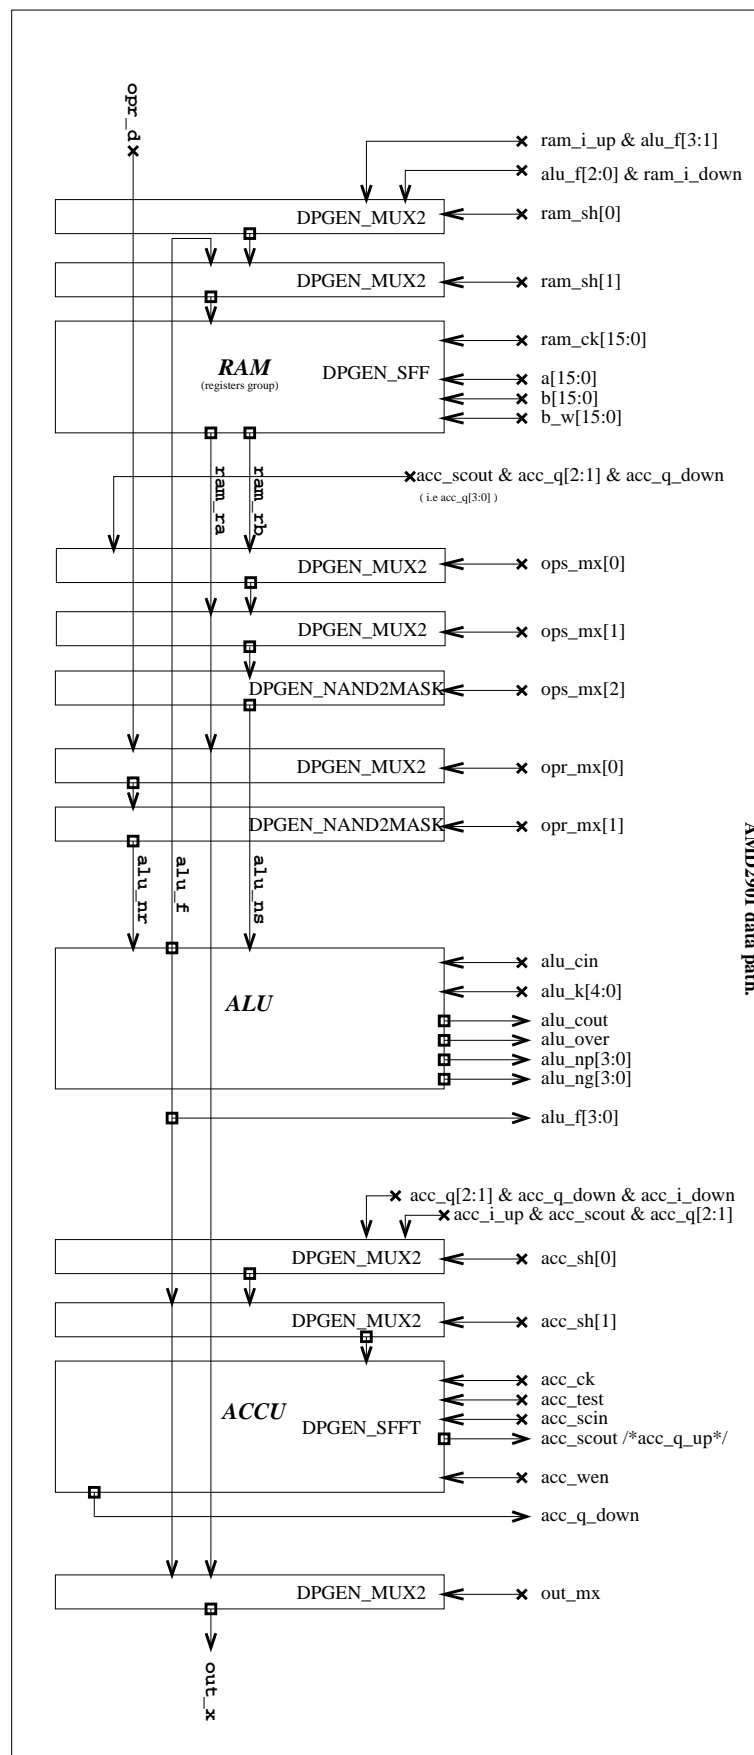 opr_d
ram_i_up & alu_f[3:1]
alu_f[2:0] & ram_i_down
DPGEN_MUX2
ram_sh[0]
DPGEN_MUX2
ram_sh[1]
RAM
(registers group)
DPGEN_SFF
ram_ck[15:0]
a[15:0]
b[15:0]
b_w[15:0]
ram_ra
ram_rb
acc_scout & acc_q[2:1] & acc_q_down
( i.e acc_q[3:0] )
DPGEN_MUX2
ops_mx[0]
DPGEN_MUX2
ops_mx[1]
DPGEN_NAND2MASK
ops_mx[2]
DPGEN_MUX2
opr_mx[0]
DPGEN_NAND2MASK
opr_mx[1]
alu_nr
alu_f
alu_ns
AMD2901 data path.
ALU
alu_cin
alu_k[4:0]
alu_cout
alu_over
alu_np[3:0]
alu_ng[3:0]
alu_f[3:0]
acc_q[2:1] & acc_q_down & acc_i_down
acc_i_up & acc_scout & acc_q[2:1]
DPGEN_MUX2
acc_sh[0]
DPGEN_MUX2
acc_sh[1]
ACCU
DPGEN_SFFT
acc_ck
acc_test
acc_scin
acc_scout /*acc_q_up*/
acc_wen
acc_q_down
DPGEN_MUX2
out_mx
out_x